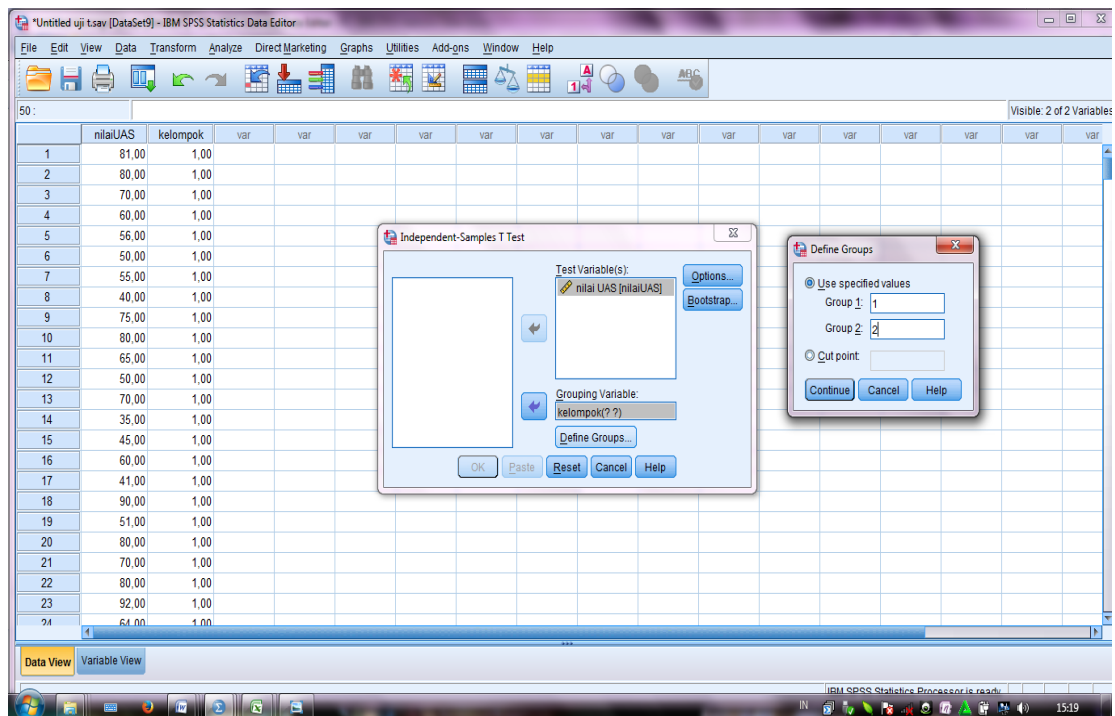 *Untitled uji t.sav [DataSet9] - IBM SPSS Statistics Data Editor
File Edit View Data Transform Analyze Direct Marketing Graphs Utilities Add-ons Window Help
50 :
Visible: 2 of 2 Variables
nilaiUAS kelompok var var var var var var var var var var var var var var var
1 81,00 1,00
2 80,00 1,00
3 70,00 1,00
4 60,00 1,00
5 56,00 1,00
6 50,00 1,00
7 55,00 1,00
8 40,00 1,00
9 75,00 1,00
10 80,00 1,00
11 65,00 1,00
12 50,00 1,00
13 70,00 1,00
14 35,00 1,00
15 45,00 1,00
16 60,00 1,00
17 41,00 1,00
18 90,00 1,00
19 51,00 1,00
20 80,00 1,00
21 70,00 1,00
22 80,00 1,00
23 92,00 1,00
24 64,00 1,00
Independent-Samples T Test
Test Variable(s):
nilai UAS [nilaiUAS]
Options...
Bootstrap...
Grouping Variable:
kelompok(? ?)
Define Groups...
OK Paste Reset Cancel Help
Define Groups
Use specified values
Group 1: 1
Group 2: 2
Cut point:
Continue Cancel Help
Data View Variable View
IBM SPSS Statistics Processor is ready
IN 15:19